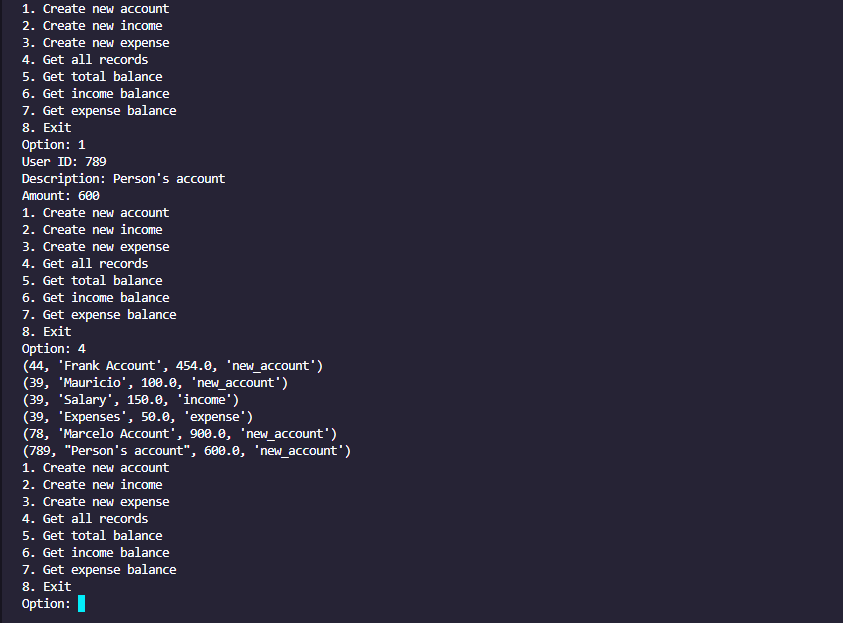 1. Create new account
2. Create new income
3. Create new expense
4. Get all records
5. Get total balance
6. Get income balance
7. Get expense balance
8. Exit
Option: 1
User ID: 789
Description: Person's account
Amount: 600
1. Create new account
2. Create new income
3. Create new expense
4. Get all records
5. Get total balance
6. Get income balance
7. Get expense balance
8. Exit
Option: 4
(44, 'Frank Account', 454.0, 'new_account')
(39, 'Mauricio', 100.0, 'new_account')
(39, 'Salary', 150.0, 'income')
(39, 'Expenses', 50.0, 'expense')
(78, 'Marcelo Account', 900.0, 'new_account')
(789, "Person's account", 600.0, 'new_account')
1. Create new account
2. Create new income
3. Create new expense
4. Get all records
5. Get total balance
6. Get income balance
7. Get expense balance
8. Exit
Option: